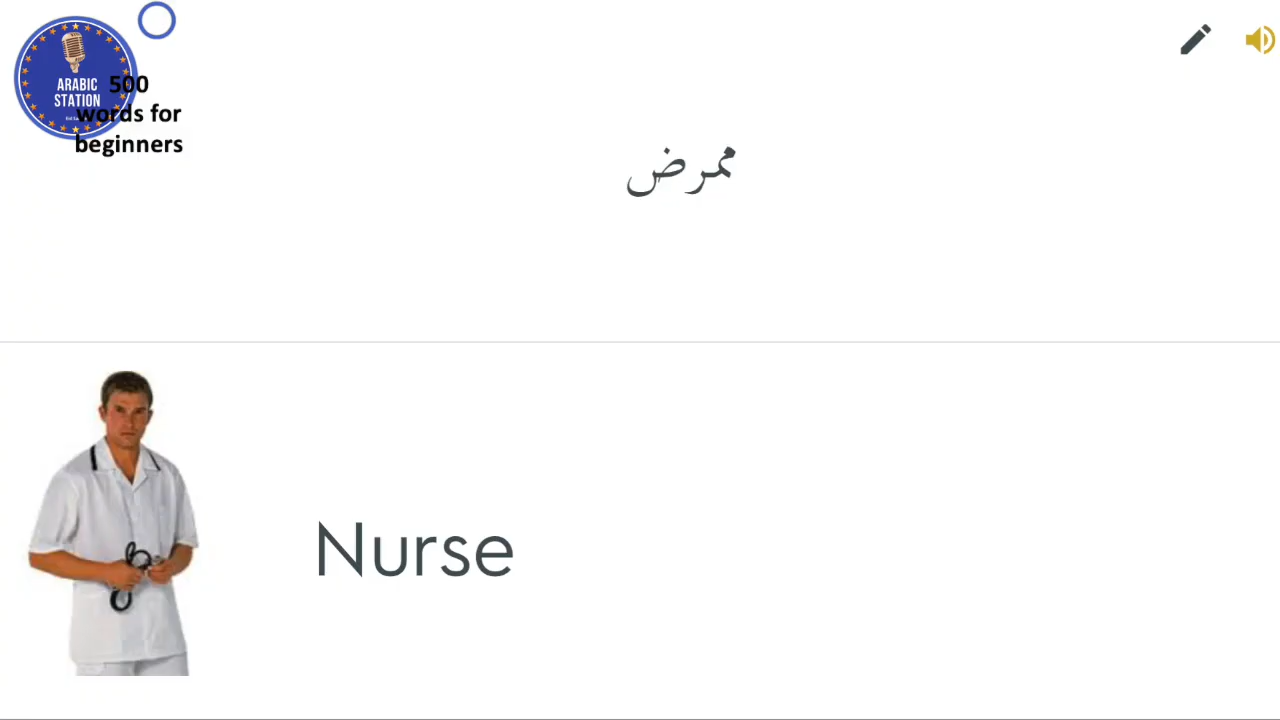 ARABIC
STATION
500
words for
beginners
ممرض
Nurse